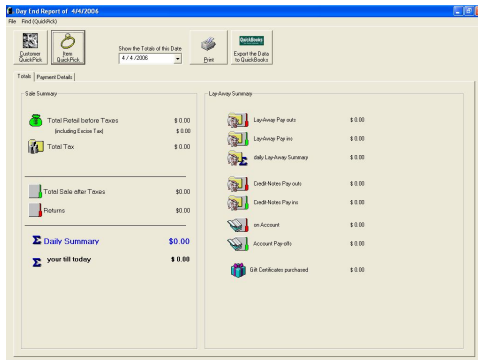 Day End Report of 4/4/2006
File Find (QuickPick)
Customer QuickPick
Item QuickPick
Show the Totals of this Date
4 / 4 /2006
Print
QuickBooks
Export the Data to QuickBooks
Totals Payment Details
Sale Summary
Total Retail before Taxes $ 0.00
(including Excise Tax) $ 0.00
Total Tax $ 0.00
Total Sale after Taxes $0.00
Returns $0.00
Σ Daily Summary $0.00
Σ your till today $ 0.00
Lay-Away Summary
Lay-Away Pay outs $ 0.00
Lay-Away Pay ins $ 0.00
daily Lay-Away Summary $ 0.00
Credit-Notes Pay outs $ 0.00
Credit-Notes Pay ins $ 0.00
on Account $ 0.00
Account Pay-offs $ 0.00
Gift Certificates purchased $ 0.00